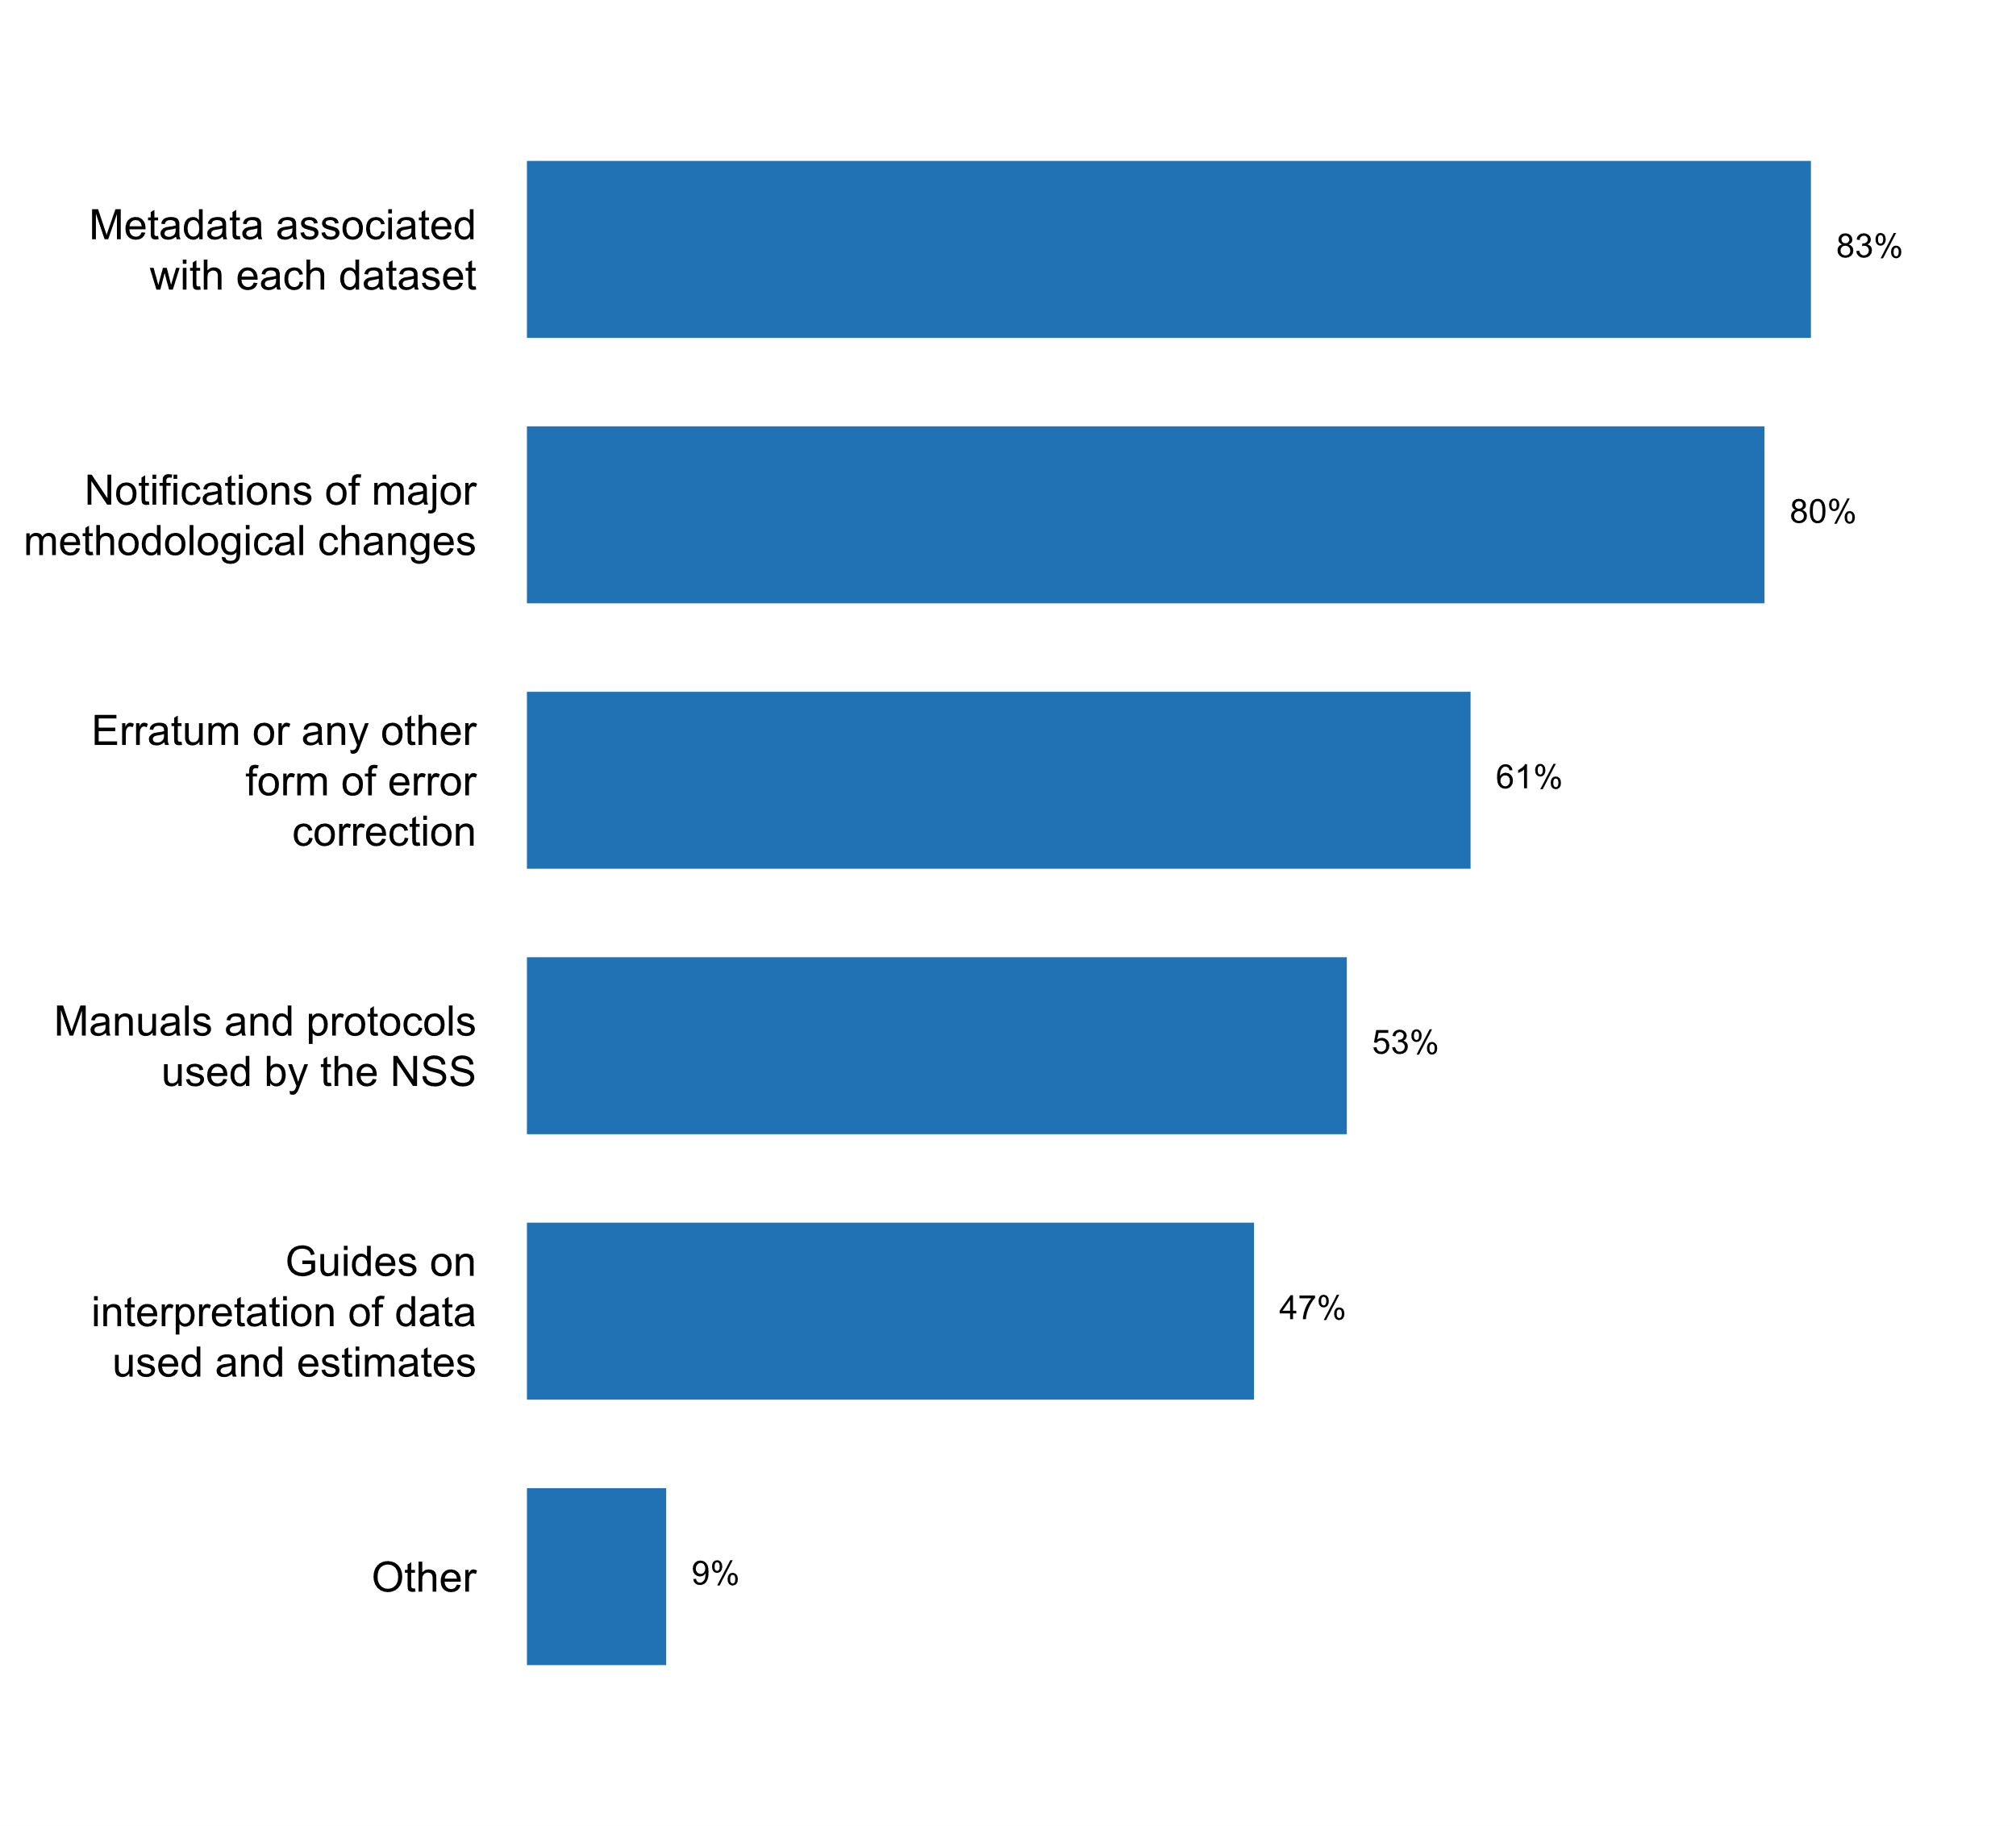 Metadata associated
with each dataset
83%
Notifications of major
methodological changes
80%
Erratum or any other
form of error
correction
61%
Manuals and protocols
used by the NSS
53%
Guides on
interpretation of data
used and estimates
47%
Other
9%